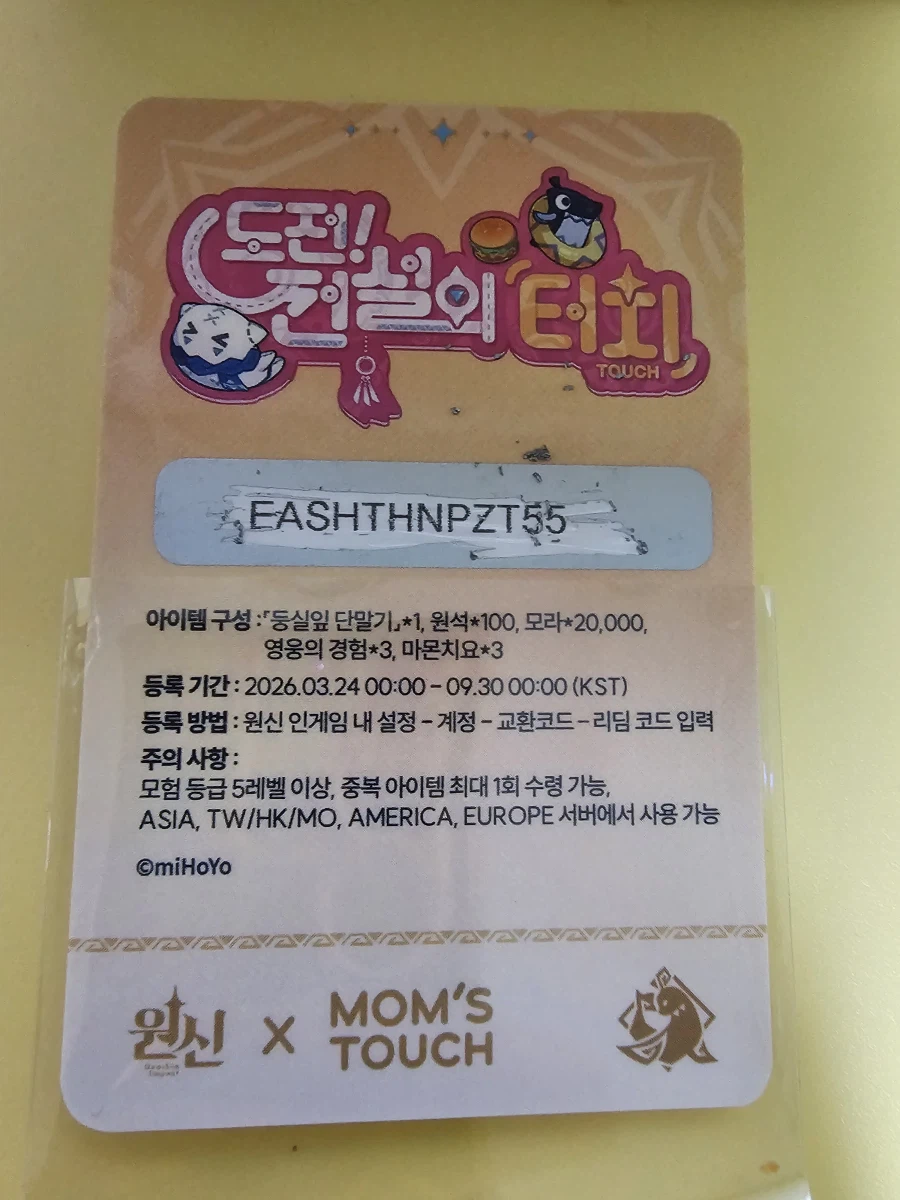 도전!
전설의 '터치'
TOUCH
EASHTHNPZT55
아이템 구성 :「둥실잎 단말기」*1, 원석*100, 모라*20,000,
영웅의 경험*3, 마몬치요*3
등록 기간 : 2026.03.24 00:00 – 09.30 00:00 (KST)
등록 방법 : 원신 인게임 내 설정 – 계정 – 교환코드 – 리딤 코드 입력
주의 사항 :
모험 등급 5레벨 이상, 중복 아이템 최대 1회 수령 가능,
ASIA, TW/HK/MO, AMERICA, EUROPE 서버에서 사용 가능
©miHoYo
원신 X MOM'S TOUCH